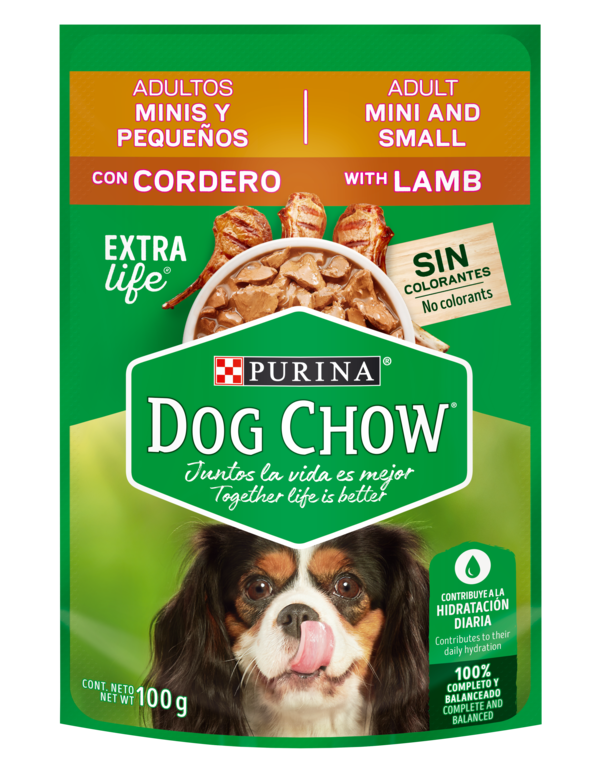 ADULTOS
MINIS Y
PEQUEÑOS
ADULT
MINI AND
SMALL
CON CORDERO
WITH LAMB
EXTRA
life®
SIN
COLORANTES
No colorants
PURINA®
DOG CHOW®
Juntos la vida es mejor
Together life is better
CONTRIBUYE A LA
HIDRATACIÓN
DIARIA
Contributes to their
daily hydration
100%
COMPLETO Y
BALANCEADO
COMPLETE AND
BALANCED
CONT. NETO
NET WT 100g